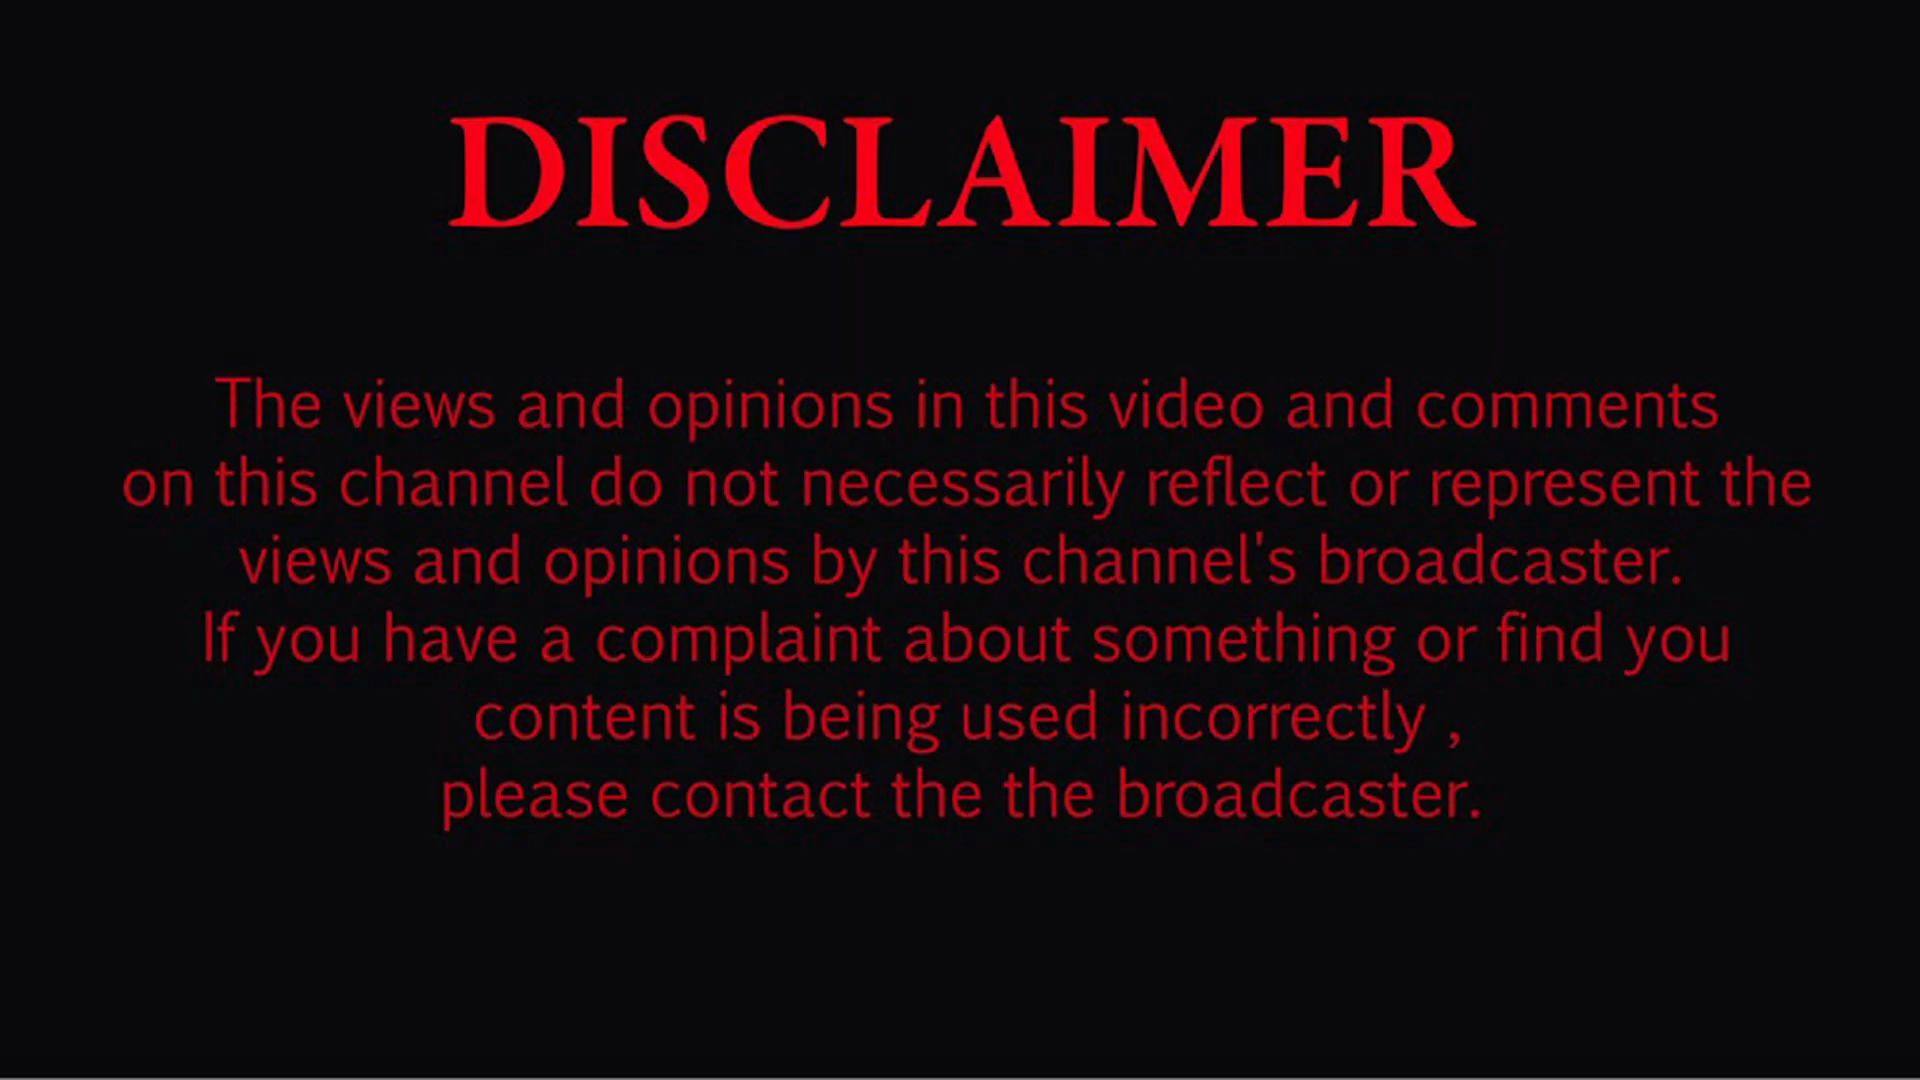 DISCLAIMER
The views and opinions in this video and comments
on this channel do not necessarily reflect or represent the
views and opinions by this channel's broadcaster.
If you have a complaint about something or find you
content is being used incorrectly ,
please contact the the broadcaster.